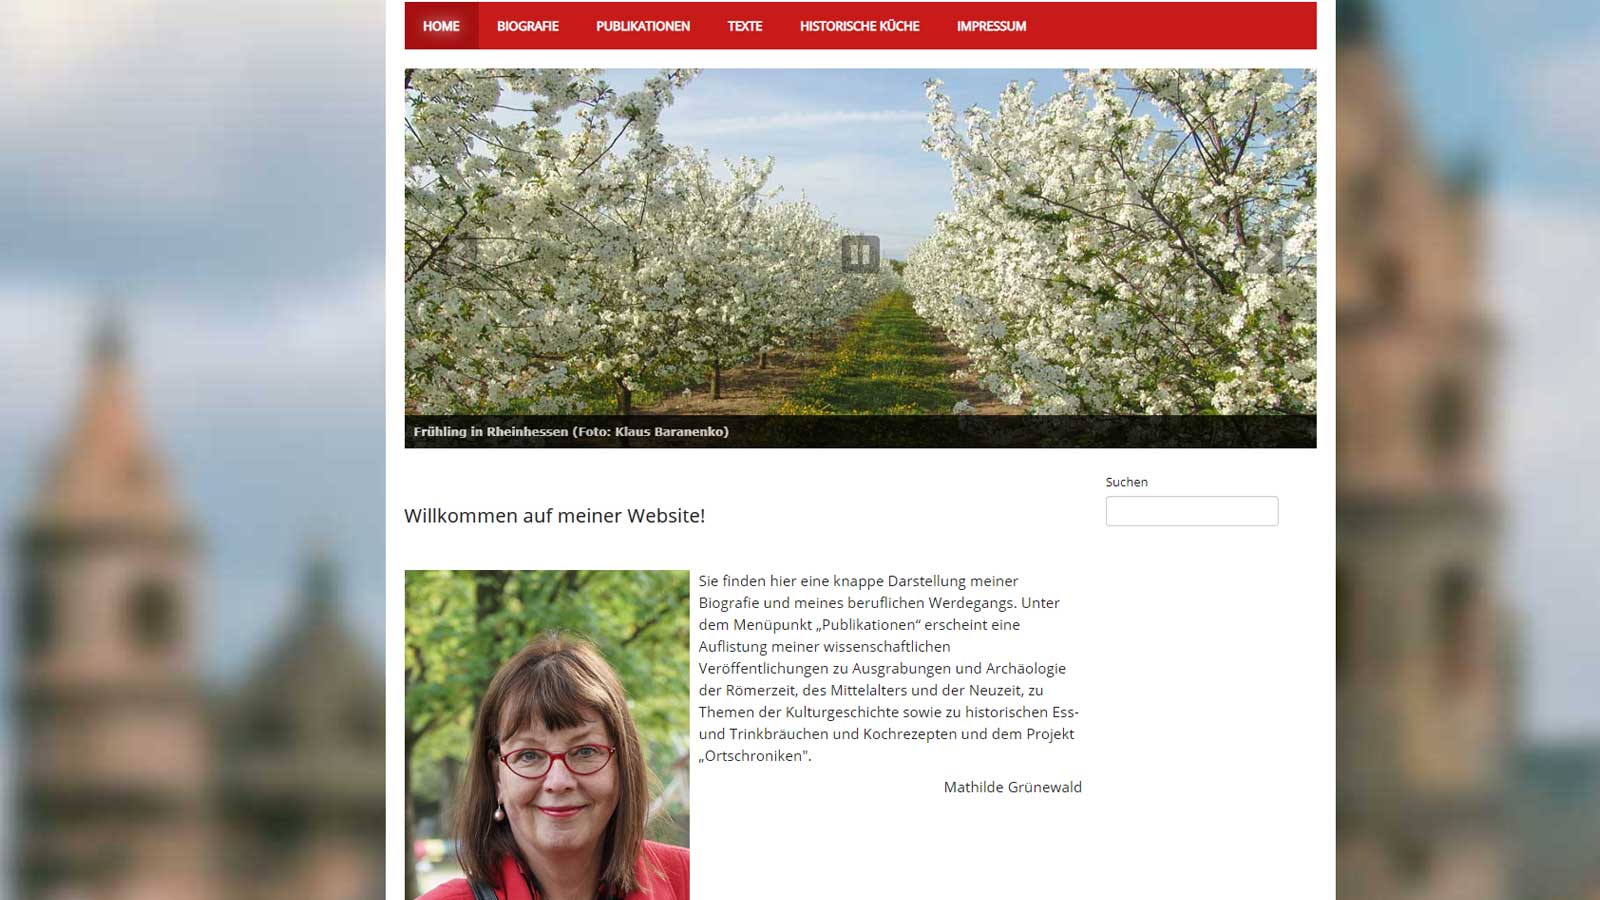 HOME BIOGRAFIE PUBLIKATIONEN TEXTE HISTORISCHE KÜCHE IMPRESSUM
Frühling in Rheinhessen (Foto: Klaus Baranenko)
Suchen
Willkommen auf meiner Website!
Sie finden hier eine knappe Darstellung meiner
Biografie und meines beruflichen Werdegangs. Unter
dem Menüpunkt „Publikationen“ erscheint eine
Auflistung meiner wissenschaftlichen
Veröffentlichungen zu Ausgrabungen und Archäologie
der Römerzeit, des Mittelalters und der Neuzeit, zu
Themen der Kulturgeschichte sowie zu historischen Ess-
und Trinkbräuchen und Kochrezepten und dem Projekt
„Ortschroniken".
Mathilde Grünewald